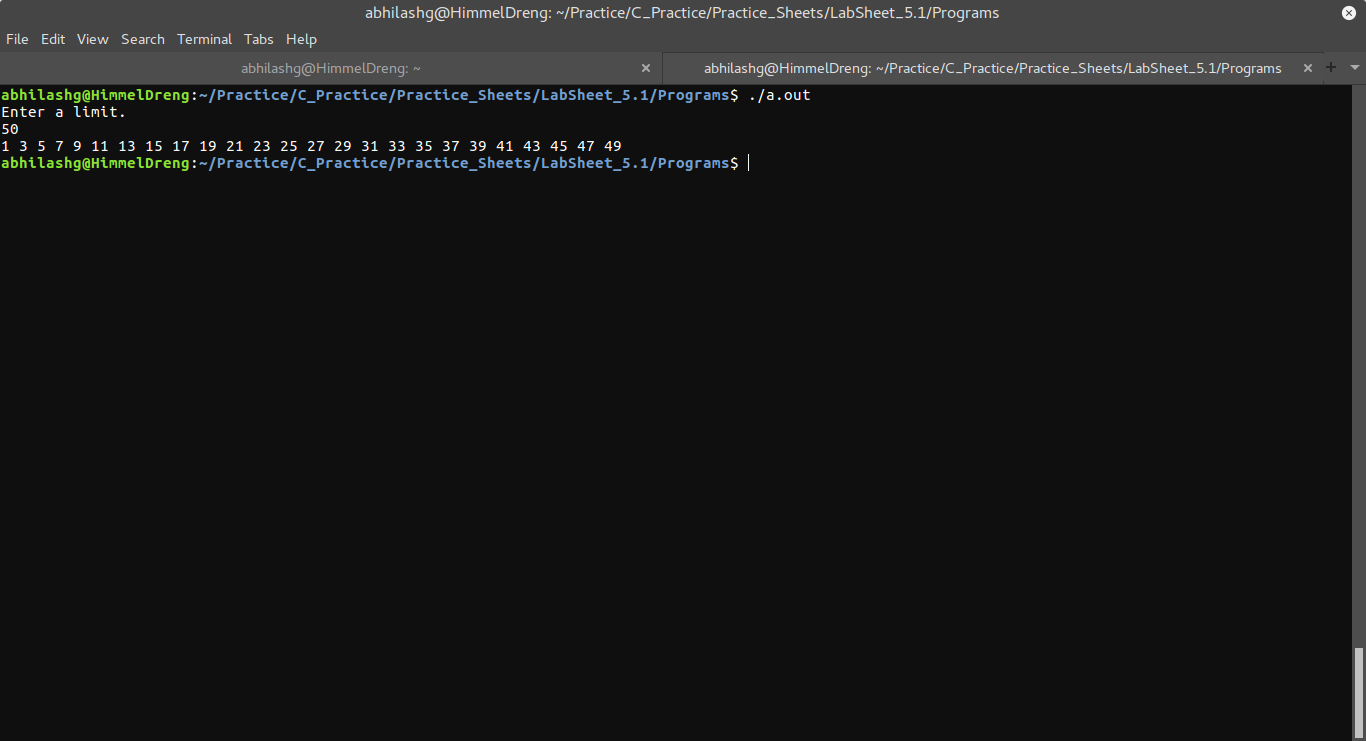 abhilashg@HimmelDreng: ~/Practice/C_Practice/Practice_Sheets/LabSheet_5.1/Programs
File Edit View Search Terminal Tabs Help
abhilashg@HimmelDreng: ~
abhilashg@HimmelDreng: ~/Practice/C_Practice/Practice_Sheets/LabSheet_5.1/Programs
abhilashg@HimmelDreng:~/Practice/C_Practice/Practice_Sheets/LabSheet_5.1/Programs$ ./a.out
Enter a limit.
50
1 3 5 7 9 11 13 15 17 19 21 23 25 27 29 31 33 35 37 39 41 43 45 47 49
abhilashg@HimmelDreng:~/Practice/C_Practice/Practice_Sheets/LabSheet_5.1/Programs$